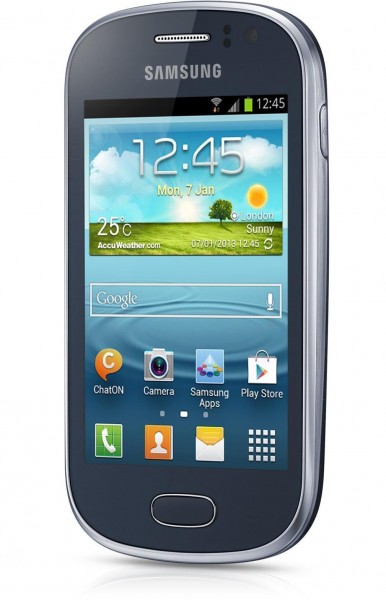 SAMSUNG
12:45
12:45
Mon, 7 Jan
London
25°C
Sunny
AccuWeather.com
07/01/2013 12:45
Google
ChatON
Camera
Samsung
Apps
Play Store